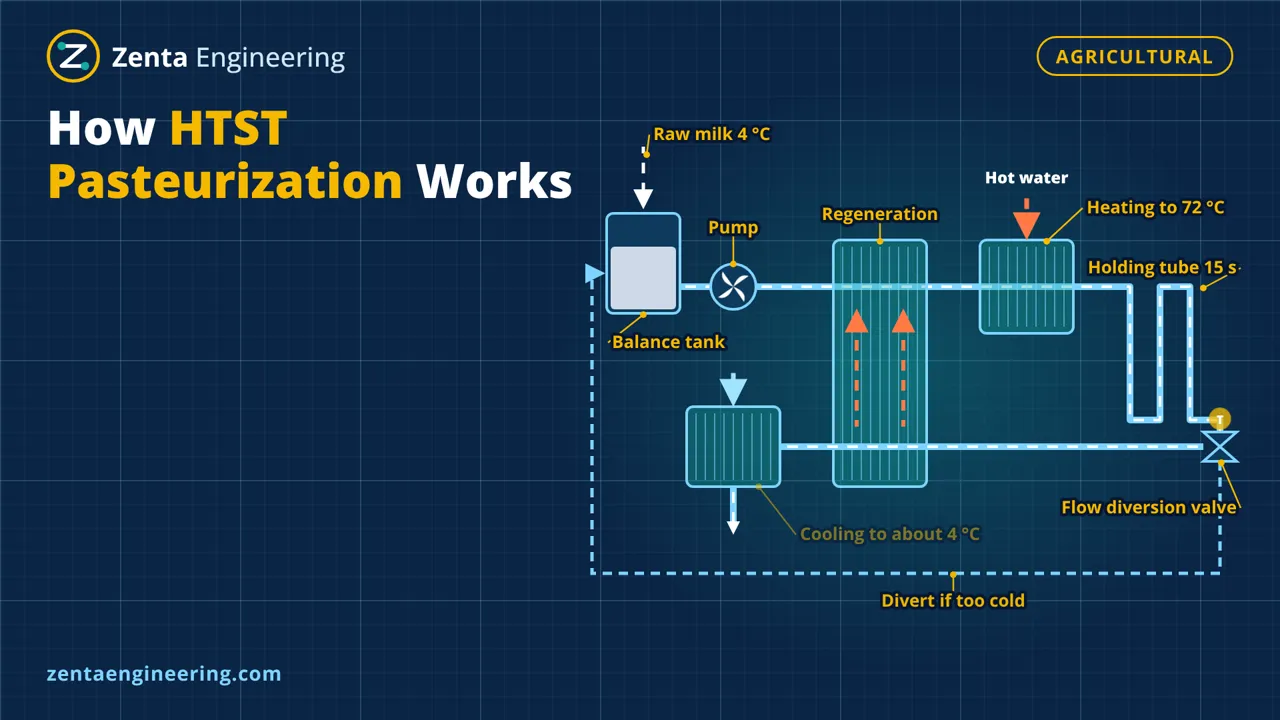 Zenta Engineering
AGRICULTURAL
How HTST
Pasteurization Works
Raw milk 4 °C
Hot water
Heating to 72 °C
Regeneration
Pump
Holding tube 15 s
Balance tank
T
Flow diversion valve
Cooling to about 4 °C
Divert if too cold
zentaengineering.com